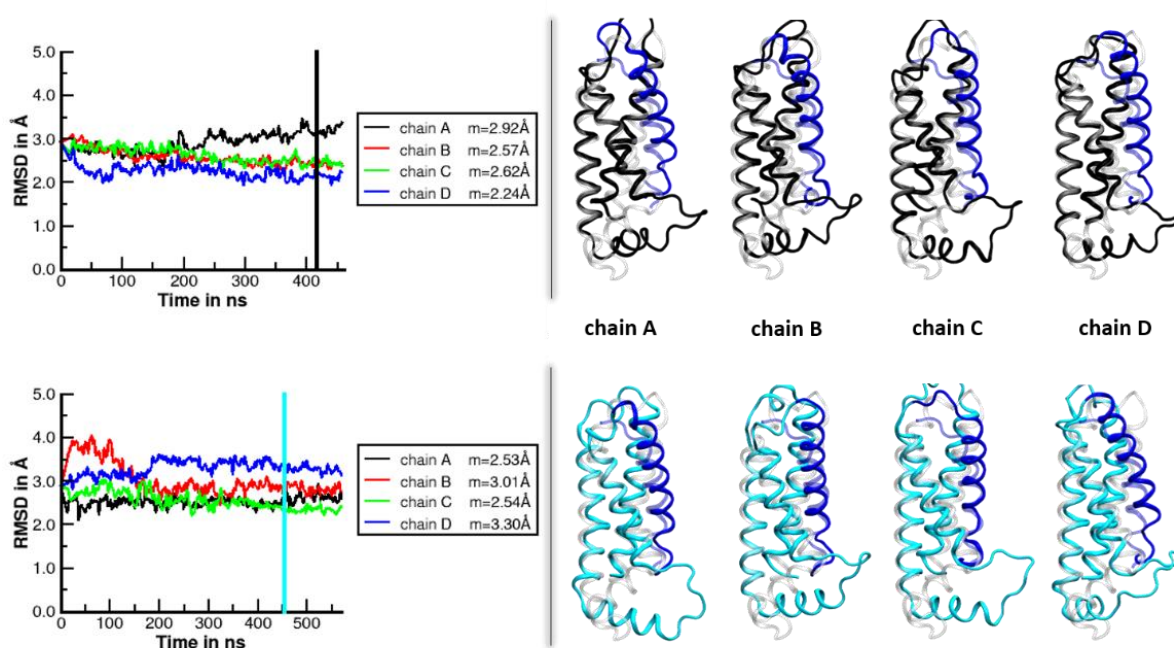 RMSD in Å
5.0
4.0
3.0
2.0
1.0
0.0
0 100 200 300 400
Time in ns
chain A m=2.92Å
chain B m=2.57Å
chain C m=2.62Å
chain D m=2.24Å
chain A chain B chain C chain D
RMSD in Å
5.0
4.0
3.0
2.0
1.0
0.0
0 100 200 300 400 500
Time in ns
chain A m=2.53Å
chain B m=3.01Å
chain C m=2.54Å
chain D m=3.30Å